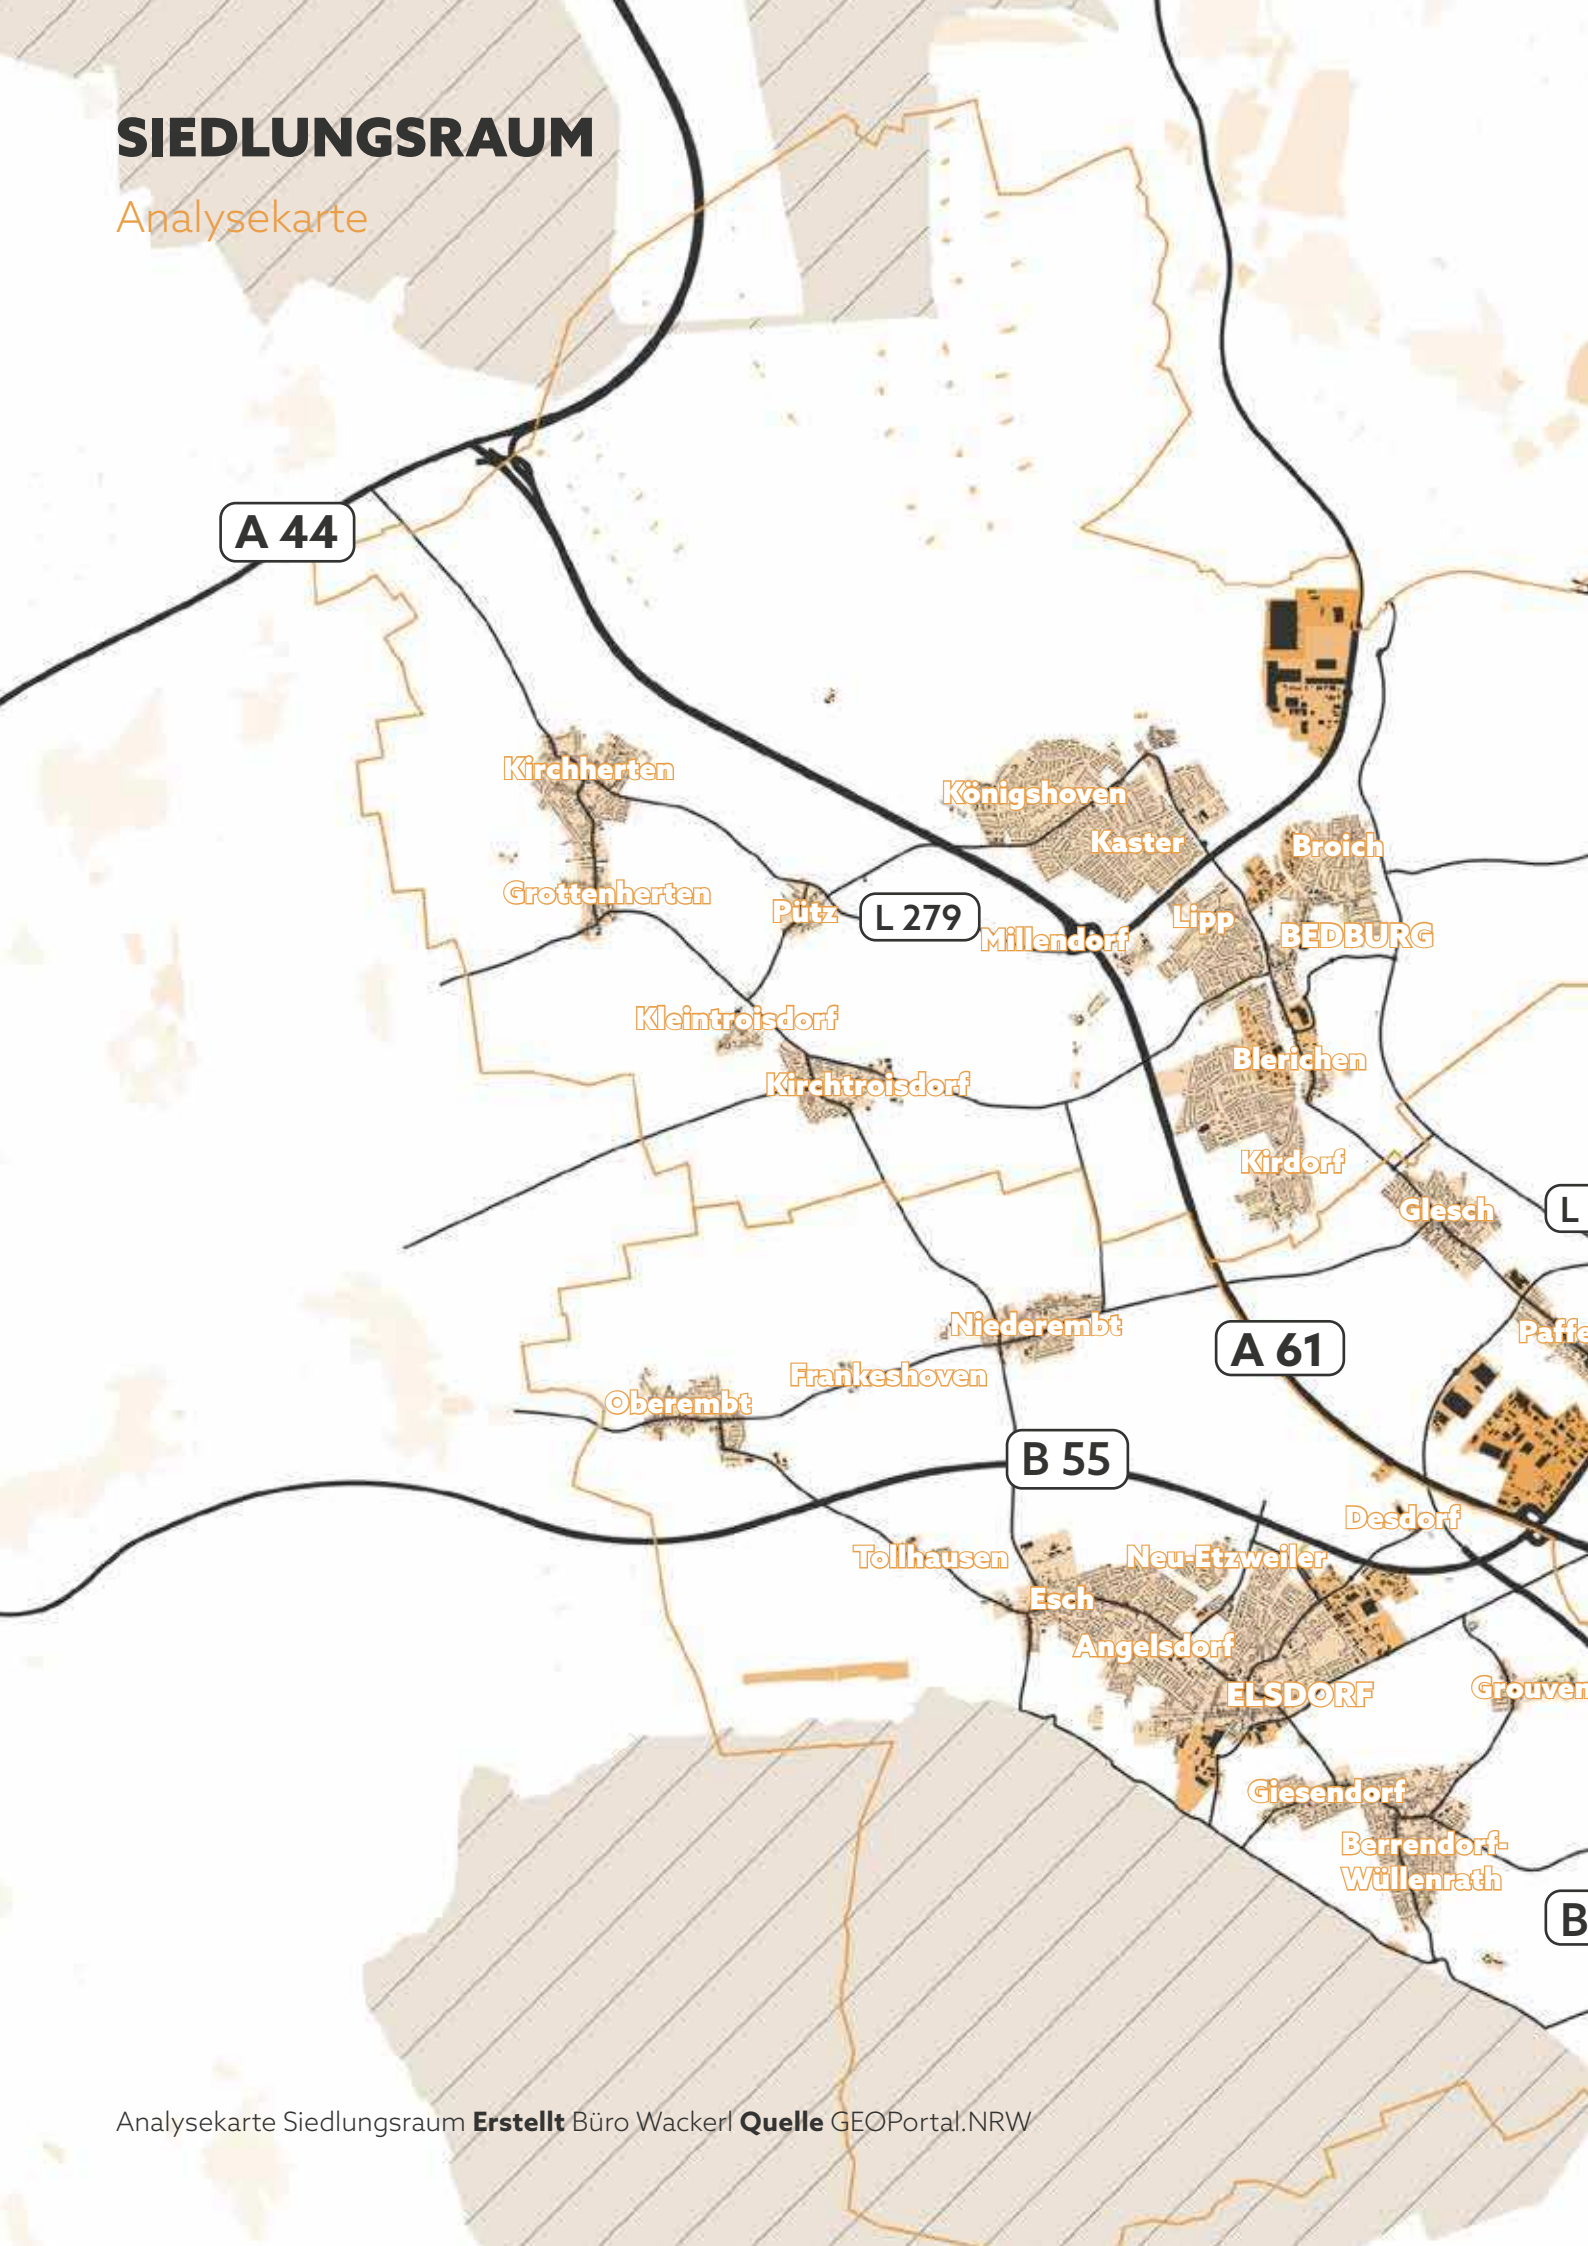 SIEDLUNGSRAUM
Analysekarte
A 44
Kirchherten
Königshoven
Kaster
Broich
Grottenherten
Pütz
L 279
Lipp
Millendorf
BEDBURG
Kleintroisdorf
Blerichen
Kirchtroisdorf
Kirdorf
Glesch
L
Niederembt
Paffe
A 61
Frankeshoven
Oberembt
B 55
Desdorf
Tollhausen
Neu-Etzweiler
Esch
Angelsdorf
ELSDORF
Grouven
Giesendorf
Berrendorf-
Wüllenrath
B
Analysekarte Siedlungsraum Erstellt Büro Wackerl Quelle GEOPortal.NRW